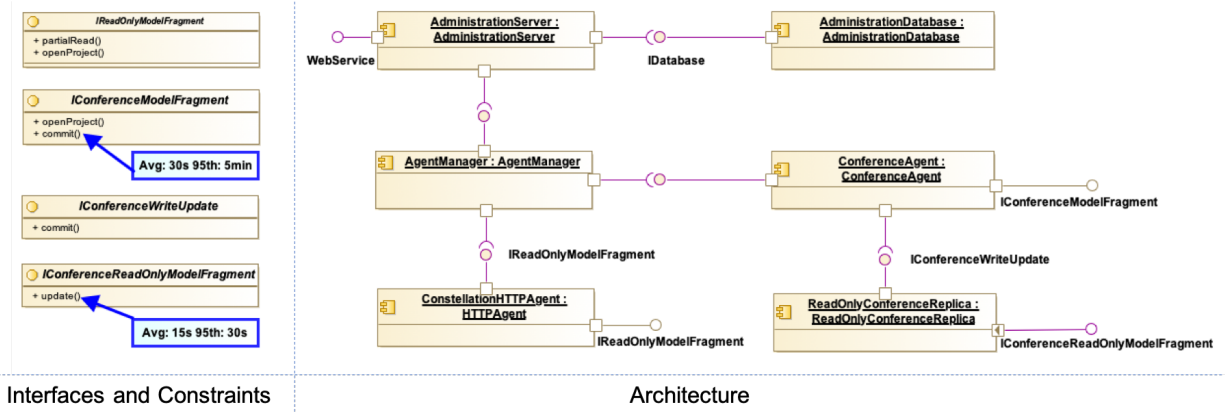 IReadOnlyModelFragment
+ partialRead()
+ openProject()
IConferenceModelFragment
+ openProject()
+ commit()
Avg: 30s 95th: 5min
IConferenceWriteUpdate
+ commit()
IConferenceReadOnlyModelFragment
+ update()
Avg: 15s 95th: 30s
Interfaces and Constraints
AdministrationServer :
AdministrationServer
WebService
IDatabase
AdministrationDatabase :
AdministrationDatabase
AgentManager : AgentManager
ConferenceAgent :
ConferenceAgent
IConferenceModelFragment
IReadOnlyModelFragment
IConferenceWriteUpdate
ConstellationHTTPAgent :
HTTPAgent
IReadOnlyModelFragment
ReadOnlyConferenceReplica :
ReadOnlyConferenceReplica
IConferenceReadOnlyModelFragment
Architecture